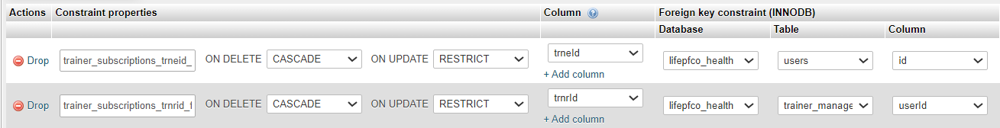 Actions Constraint properties Column Foreign key constraint (INNODB)
Database Table Column
Drop trainer_subscriptions_trneid_ ON DELETE CASCADE ON UPDATE RESTRICT trneId lifepfco_health users id
+ Add column
Drop trainer_subscriptions_trnrid_f ON DELETE CASCADE ON UPDATE RESTRICT trnrId lifepfco_health trainer_manage userId
+ Add column